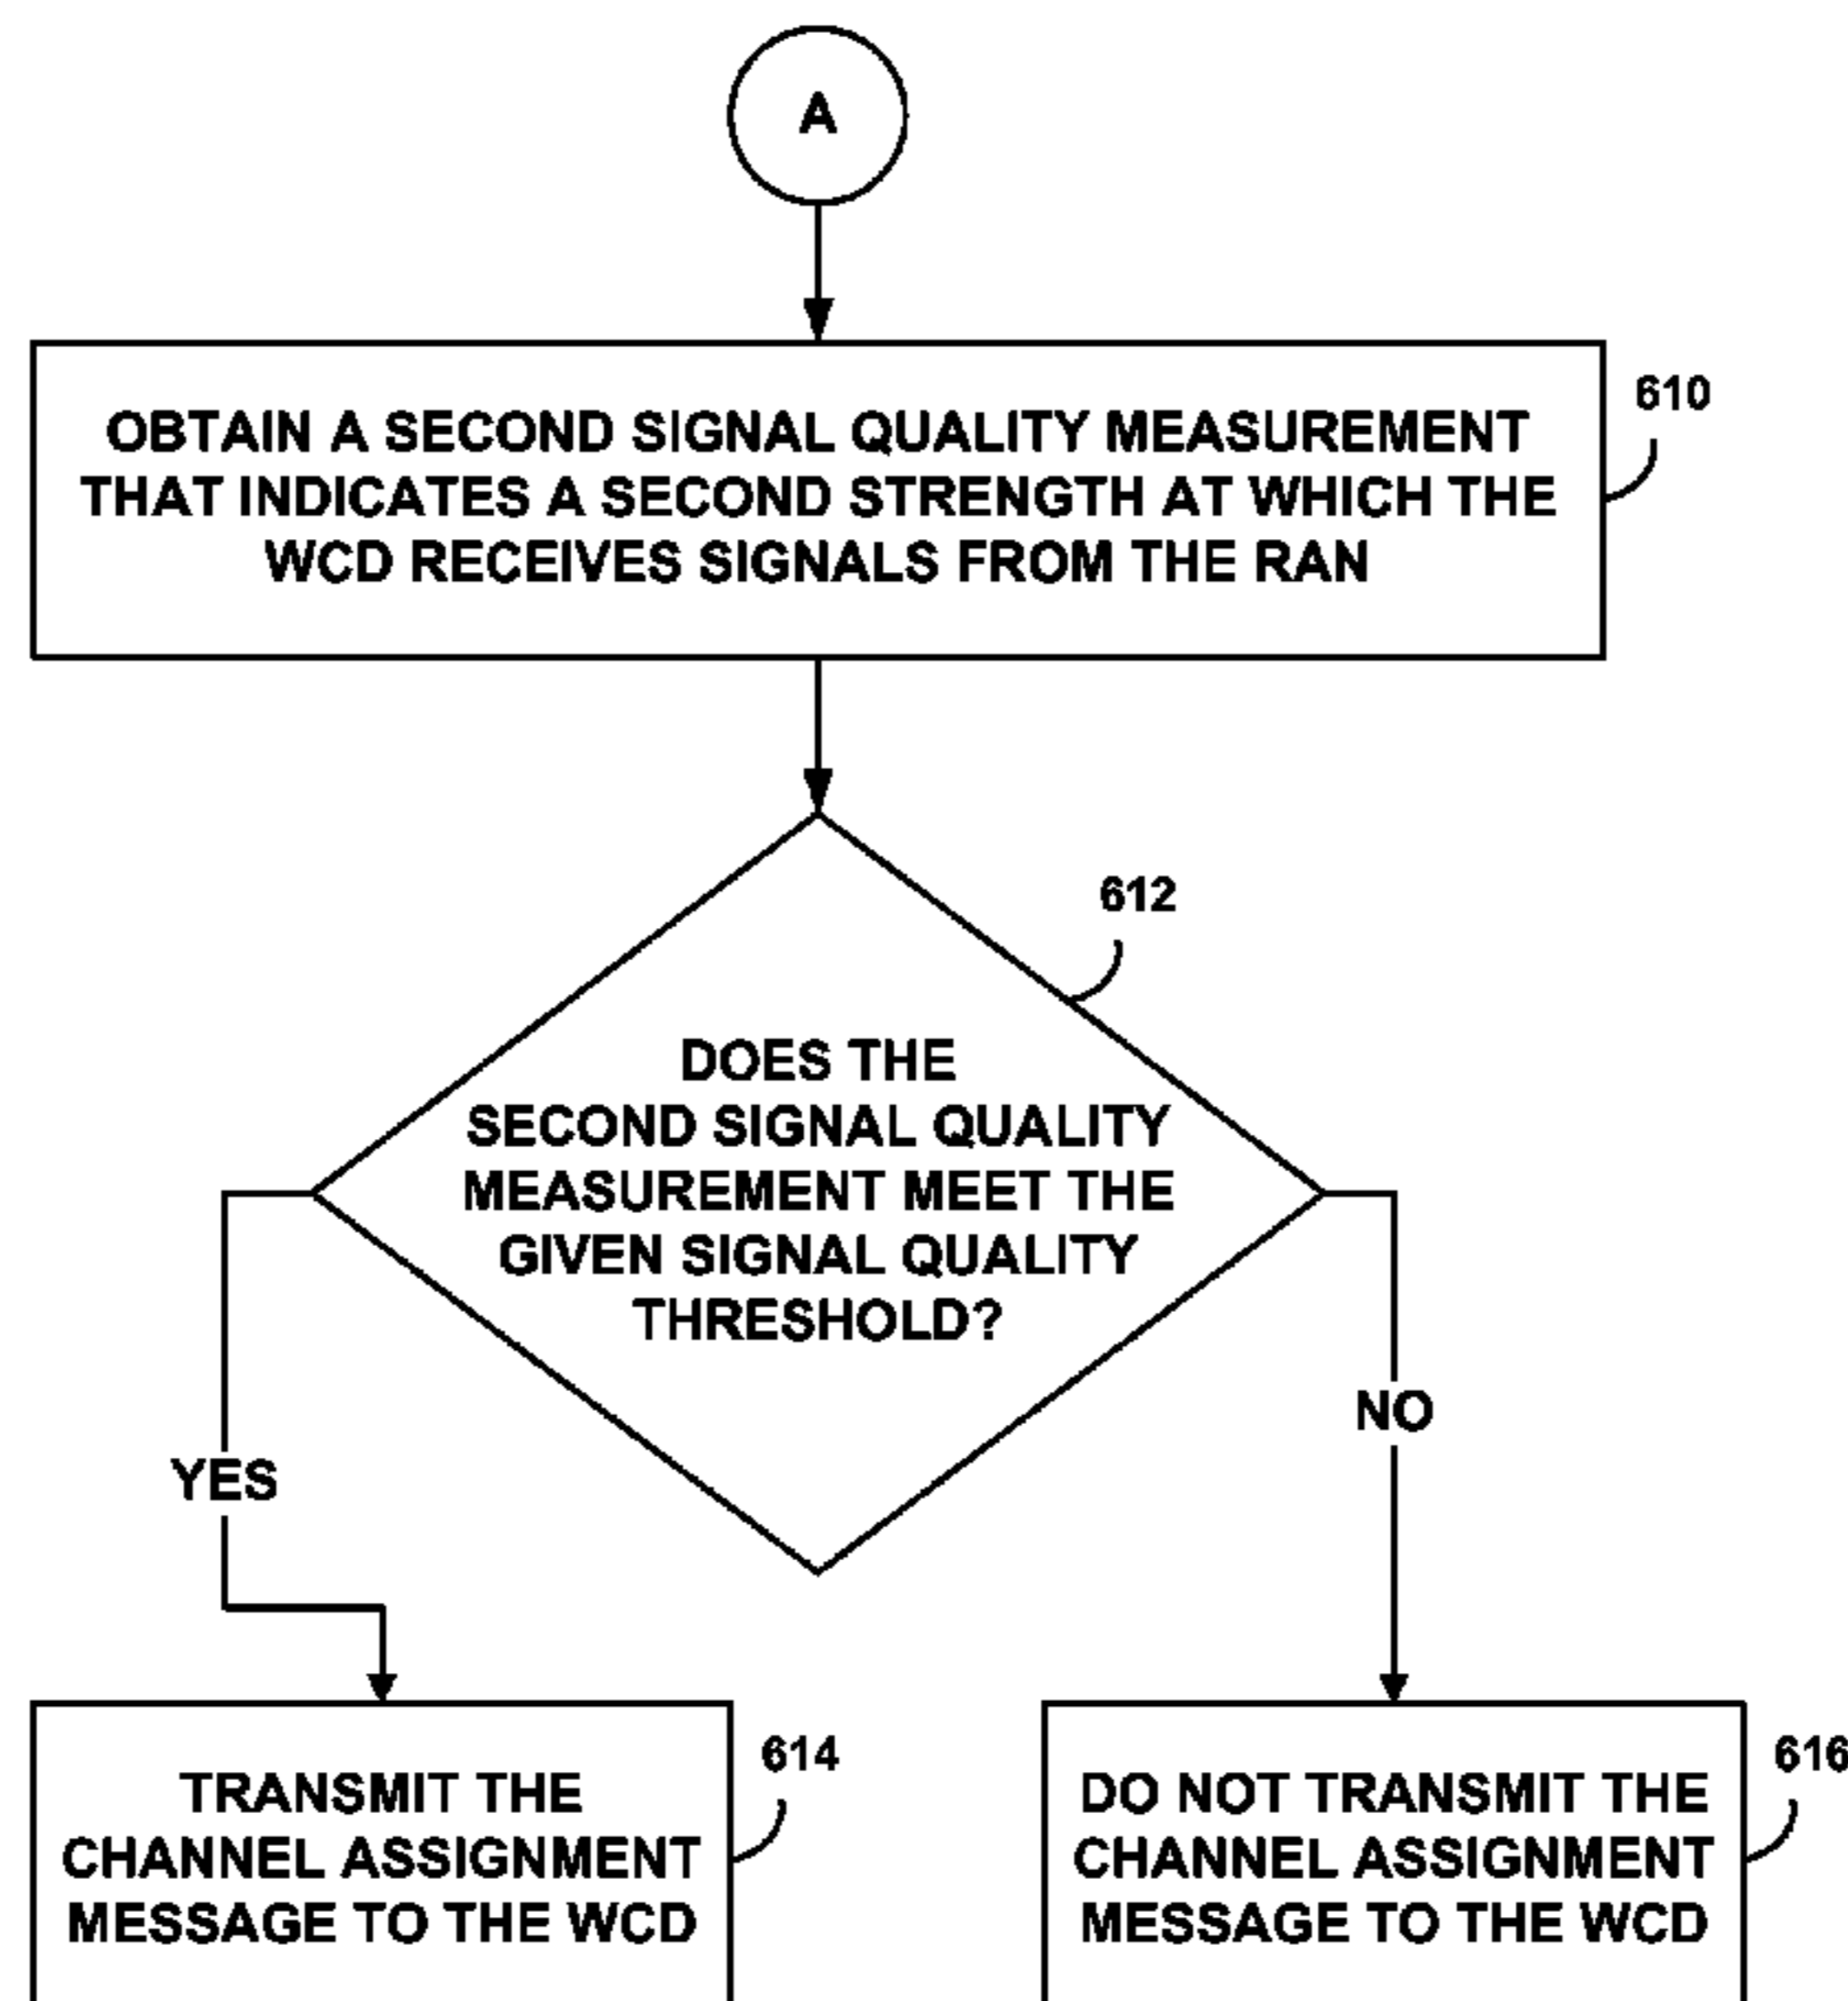 A
OBTAIN A SECOND SIGNAL QUALITY MEASUREMENT
THAT INDICATES A SECOND STRENGTH AT WHICH THE
WCD RECEIVES SIGNALS FROM THE RAN
610
612
DOES THE
SECOND SIGNAL QUALITY
MEASUREMENT MEET THE
GIVEN SIGNAL QUALITY
THRESHOLD?
YES
NO
TRANSMIT THE
CHANNEL ASSIGNMENT
MESSAGE TO THE WCD
614
DO NOT TRANSMIT THE
CHANNEL ASSIGNMENT
MESSAGE TO THE WCD
616